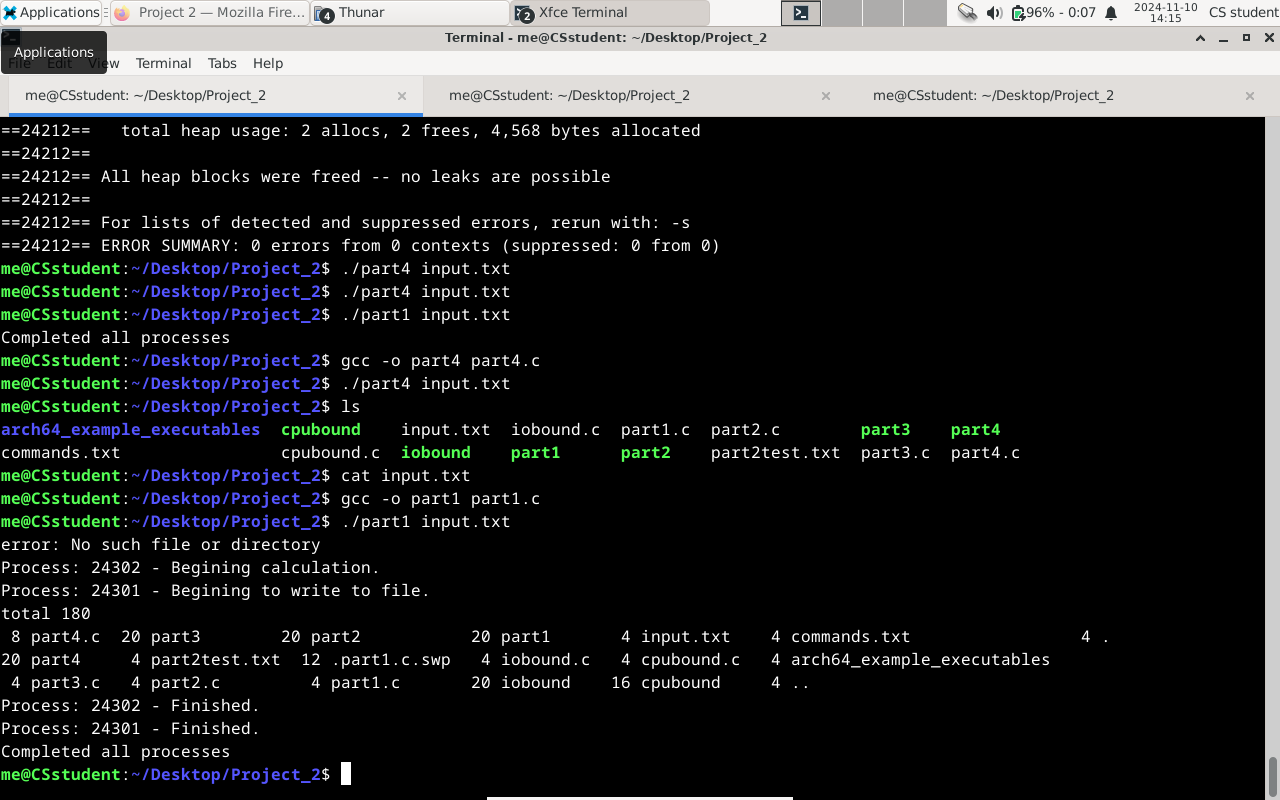 Applications Project 2 — Mozilla Fire... 4 Thunar 2 Xfce Terminal 96% - 0:07 2024-11-10 14:15 CS student
Terminal - me@CSstudent: ~/Desktop/Project_2
Applications
File Edit View Terminal Tabs Help
me@CSstudent: ~/Desktop/Project_2 me@CSstudent: ~/Desktop/Project_2 me@CSstudent: ~/Desktop/Project_2
==24212==   total heap usage: 2 allocs, 2 frees, 4,568 bytes allocated
==24212==
==24212== All heap blocks were freed -- no leaks are possible
==24212==
==24212== For lists of detected and suppressed errors, rerun with: -s
==24212== ERROR SUMMARY: 0 errors from 0 contexts (suppressed: 0 from 0)
me@CSstudent:~/Desktop/Project_2$ ./part4 input.txt
me@CSstudent:~/Desktop/Project_2$ ./part4 input.txt
me@CSstudent:~/Desktop/Project_2$ ./part1 input.txt
Completed all processes
me@CSstudent:~/Desktop/Project_2$ gcc -o part4 part4.c
me@CSstudent:~/Desktop/Project_2$ ./part4 input.txt
me@CSstudent:~/Desktop/Project_2$ ls
arch64_example_executables  cpubound    input.txt  iobound.c  part1.c  part2.c        part3    part4
commands.txt                cpubound.c  iobound    part1      part2    part2test.txt  part3.c  part4.c
me@CSstudent:~/Desktop/Project_2$ cat input.txt
me@CSstudent:~/Desktop/Project_2$ gcc -o part1 part1.c
me@CSstudent:~/Desktop/Project_2$ ./part1 input.txt
error: No such file or directory
Process: 24302 - Begining calculation.
Process: 24301 - Begining to write to file.
total 180
 8 part4.c  20 part3        20 part2           20 part1      4 input.txt    4 commands.txt                 4 .
20 part4     4 part2test.txt  12 .part1.c.swp   4 iobound.c   4 cpubound.c   4 arch64_example_executables
 4 part3.c   4 part2.c         4 part1.c       20 iobound    16 cpubound     4 ..
Process: 24302 - Finished.
Process: 24301 - Finished.
Completed all processes
me@CSstudent:~/Desktop/Project_2$